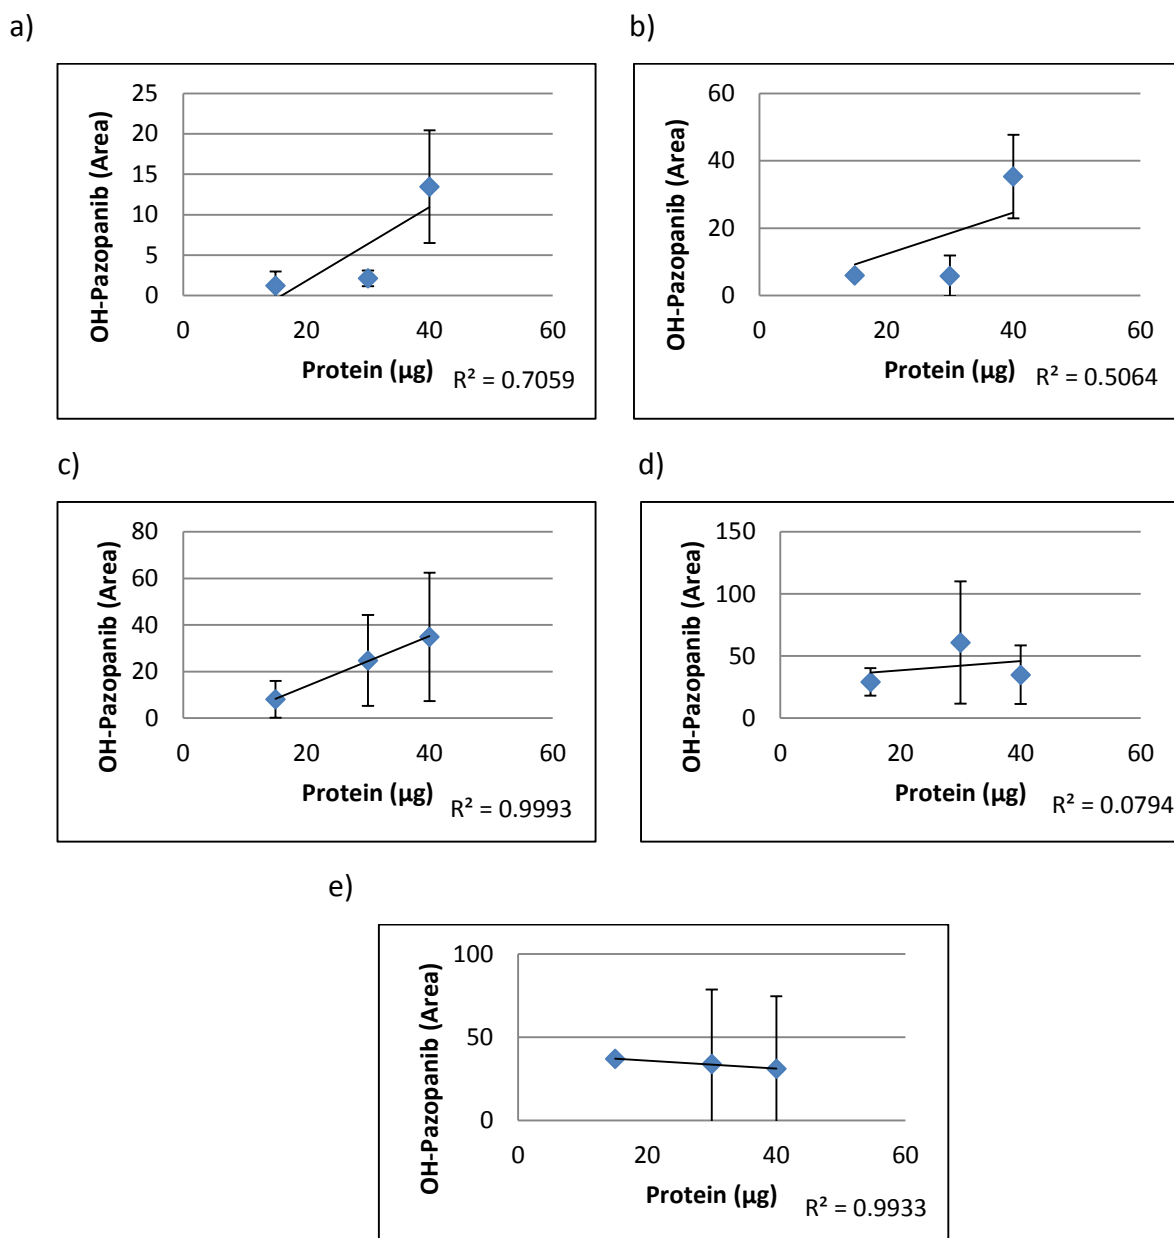 a)
OH-Pazopanib (Area)
25
20
15
10
5
0
0 20 40 60
Protein (µg)
R² = 0.7059
b)
OH-Pazopanib (Area)
60
40
20
0
0 20 40 60
Protein (µg)
R² = 0.5064
c)
OH-Pazopanib (Area)
80
60
40
20
0
0 20 40 60
Protein (µg)
R² = 0.9993
d)
OH-Pazopanib (Area)
150
100
50
0
0 20 40 60
Protein (µg)
R² = 0.0794
e)
OH-Pazopanib (Area)
100
50
0
0 20 40 60
Protein (µg)
R² = 0.9933